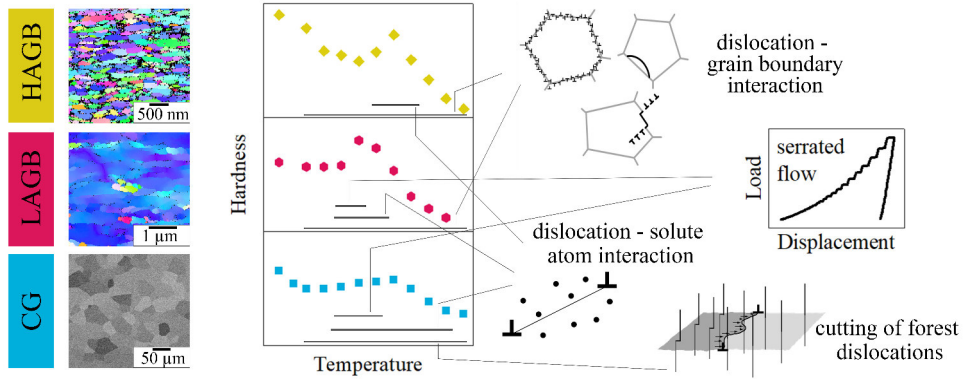 HAGB
500 nm
LAGB
1 µm
CG
50 µm
Hardness
Temperature
dislocation -
grain boundary
interaction
serrated
flow
Load
Displacement
dislocation - solute
atom interaction
cutting of forest
dislocations